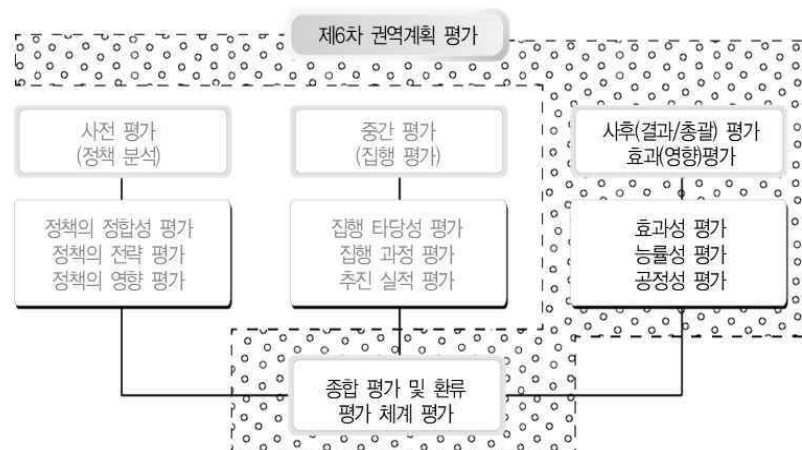 제6차 권역계획 평가
사전 평가
(정책 분석)
중간 평가
(집행 평가)
사후(결과/총괄) 평가
효과(영향)평가
정책의 정합성 평가
정책의 전략 평가
정책의 영향 평가
집행 타당성 평가
집행 과정 평가
추진 실적 평가
효과성 평가
능률성 평가
공정성 평가
종합 평가 및 환류
평가 체계 평가